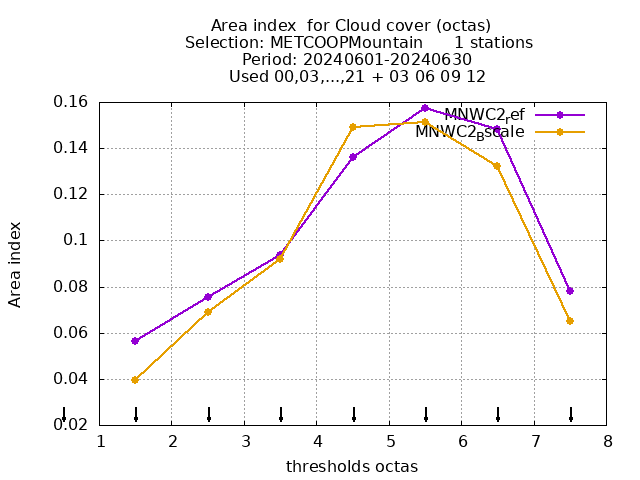 Area index  for Cloud cover (octas)
Selection: METCOOPMountain      1 stations
Period: 20240601-20240630
Used 00,03,...,21 + 03 06 09 12
MNWC2ref
MNWC2Bscale
Area index
0.16
0.14
0.12
0.1
0.08
0.06
0.04
0.02
1 2 3 4 5 6 7 8
thresholds octas